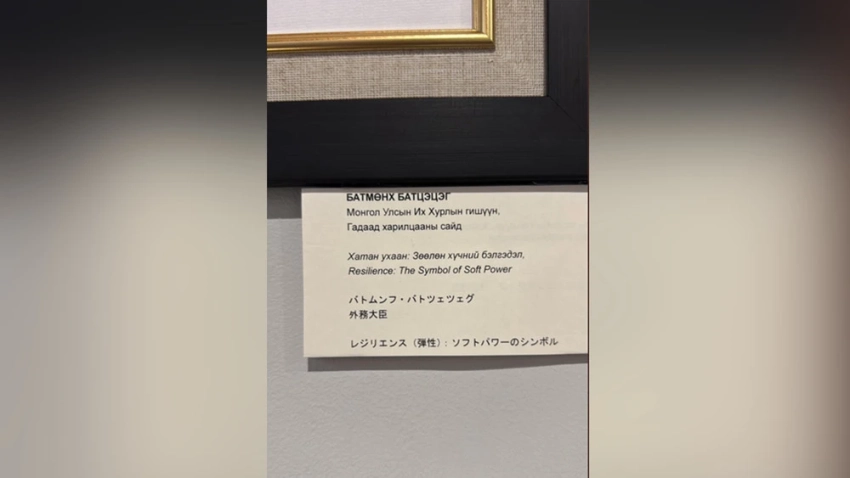 БАТМӨНХ БАТЦЭЦЭГ
Монгол Улсын Их Хурлын гишүүн,
Гадаад харилцааны сайд
Хатан ухаан: Зөөлөн хүчний бэлгэдэл,
Resilience: The Symbol of Soft Power
バトムンフ・バトツェツェグ
外務大臣
レジリエンス（弾性）: ソフトパワーのシンボル